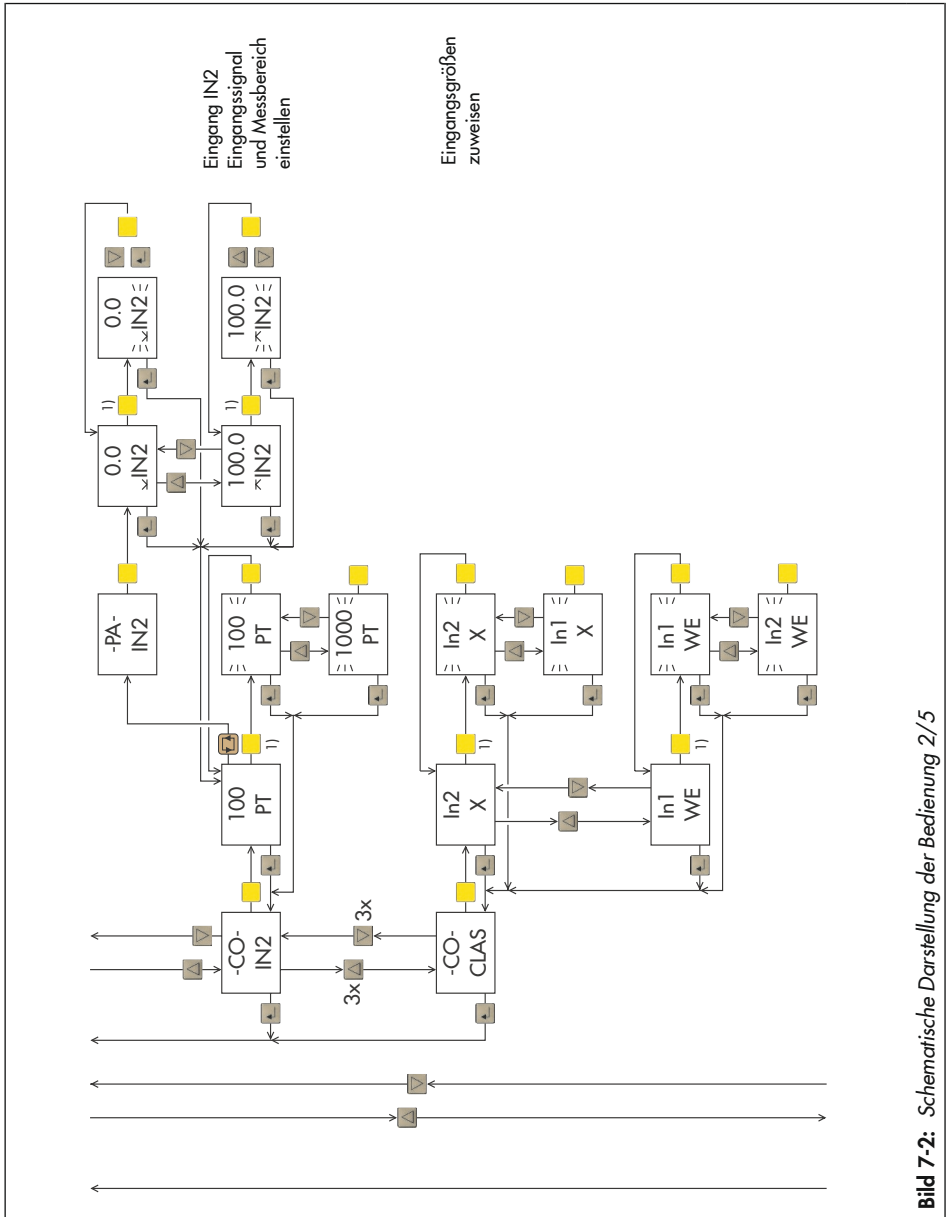 Eingang IN2
Eingangssignal
und Messbereich
einstellen
0.0
IN2
1)
0.0
IN2
100.0
IN2
1)
100.0
IN2
-PA-
IN2
-CO-
IN2
100
PT
1)
100
PT
1000
PT
3x
3x
Eingangsgrößen
zuweisen
-CO-
CLAS
In2
X
1)
In2
X
In1
X
In1
WE
1)
In1
WE
In2
WE
Bild 7-2: Schematische Darstellung der Bedienung 2/5